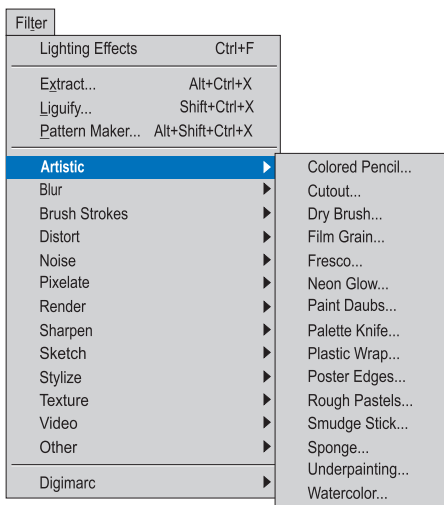 Filter
Lighting Effects Ctrl+F
Extract... Alt+Ctrl+X
Liguify... Shift+Ctrl+X
Pattern Maker... Alt+Shift+Ctrl+X
Artistic
Blur
Brush Strokes
Distort
Noise
Pixelate
Render
Sharpen
Sketch
Stylize
Texture
Video
Other
Digimarc
Colored Pencil...
Cutout...
Dry Brush...
Film Grain...
Fresco...
Neon Glow...
Paint Daubs...
Palette Knife...
Plastic Wrap...
Poster Edges...
Rough Pastels...
Smudge Stick...
Sponge...
Underpainting...
Watercolor...